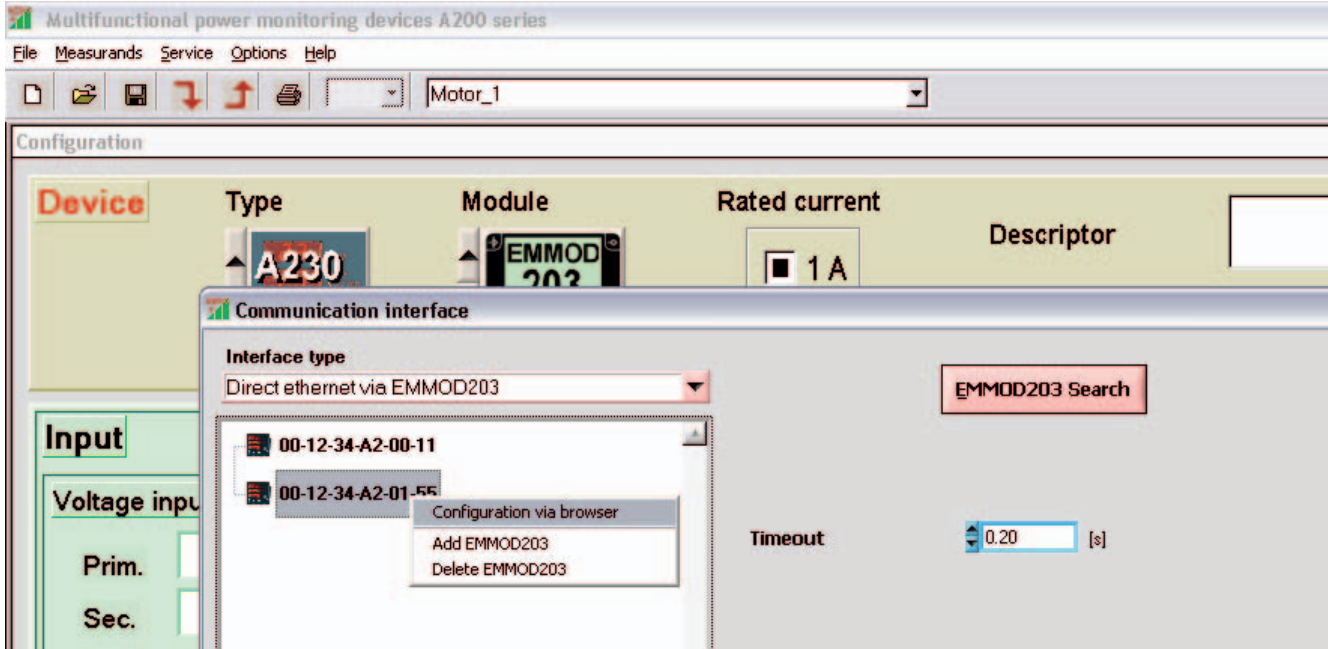 Multifunctional power monitoring devices A200 series
File Measurands Service Options Help
Motor_1
Configuration
Device Type Module Rated current
Descriptor
A230 EMMOD
203 1 A
Communication interface
Interface type
Direct ethernet via EMMOD203
EMMOD203 Search
Input
00-12-34-A2-00-11
00-12-34-A2-01-55
Voltage inpu
Configuration via browser
Add EMMOD203
Delete EMMOD203
Timeout 0.20 [s]
Prim.
Sec.